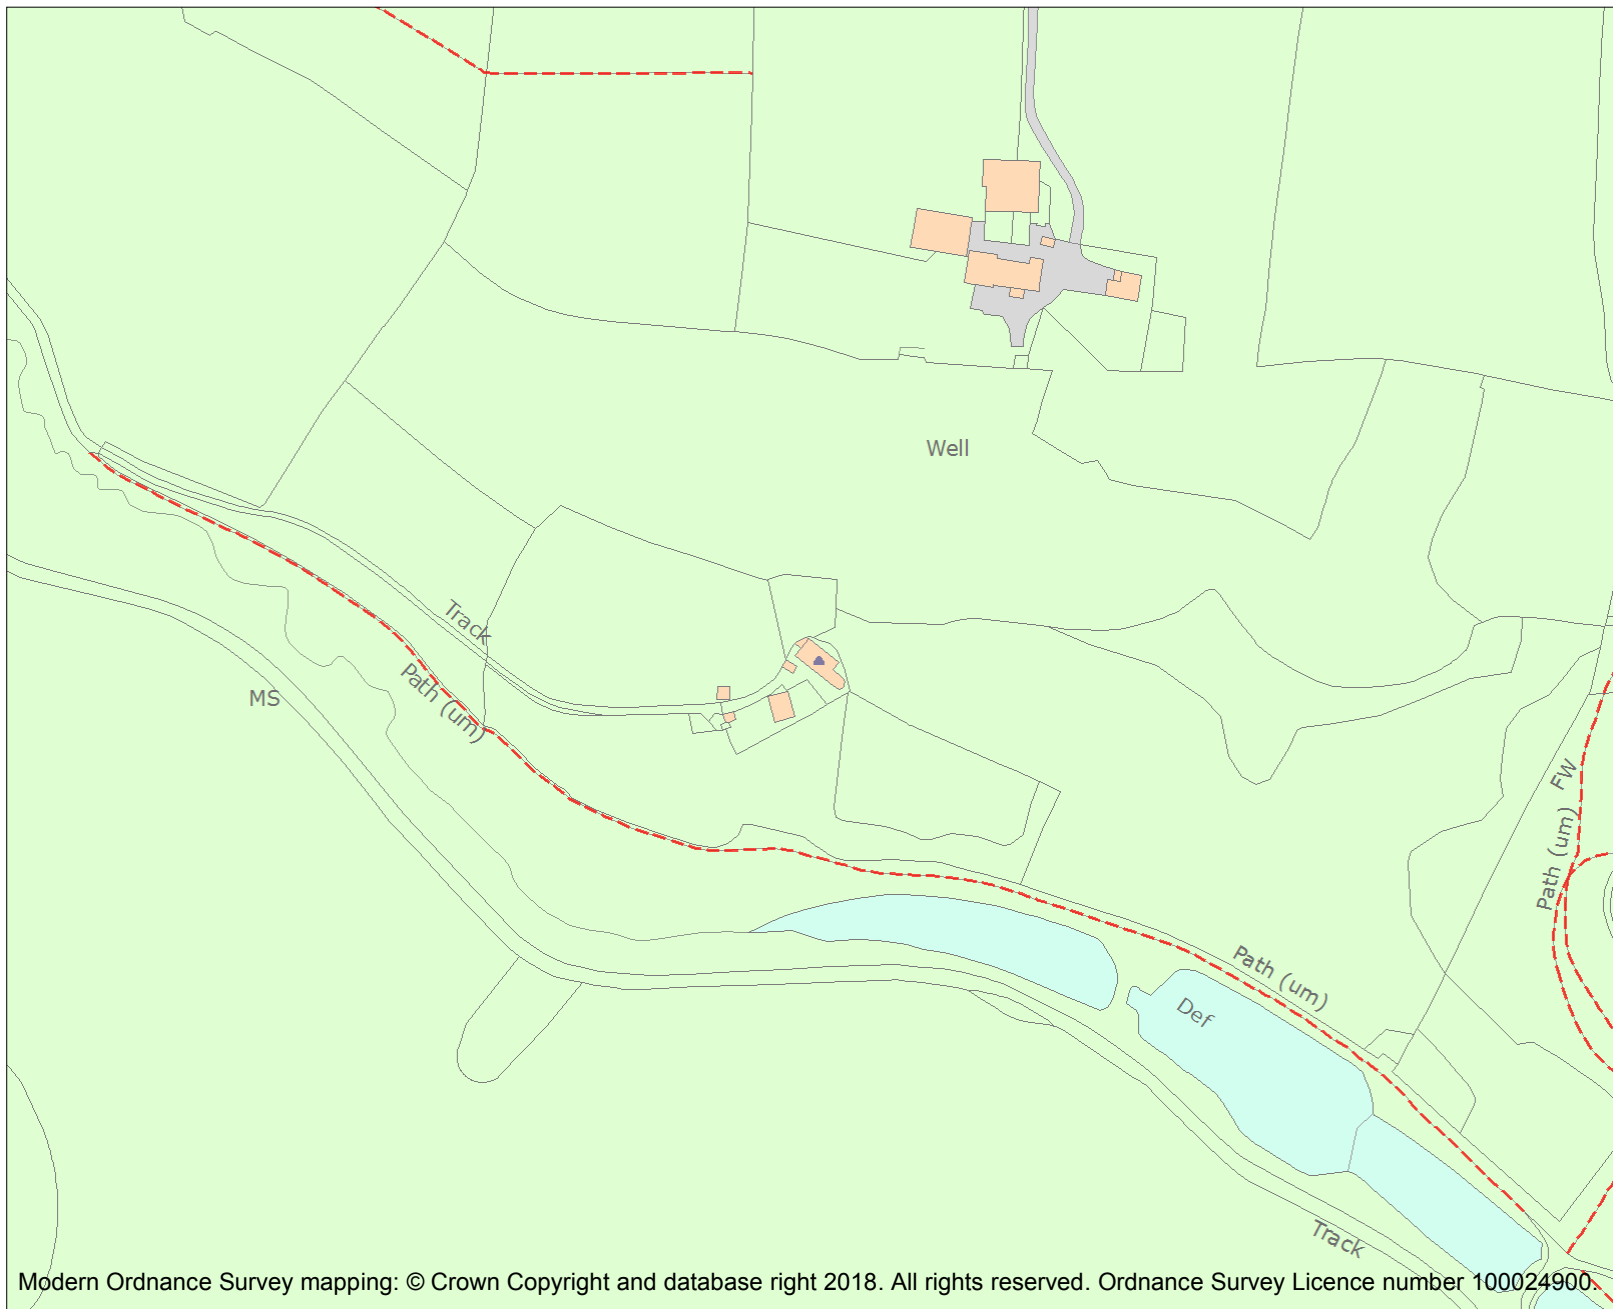 Well
Track
Path (um)
MS
FW
Path (um)
Path (um)
Def
Track
Modern Ordnance Survey mapping: © Crown Copyright and database right 2018. All rights reserved. Ordnance Survey Licence number 100024900.